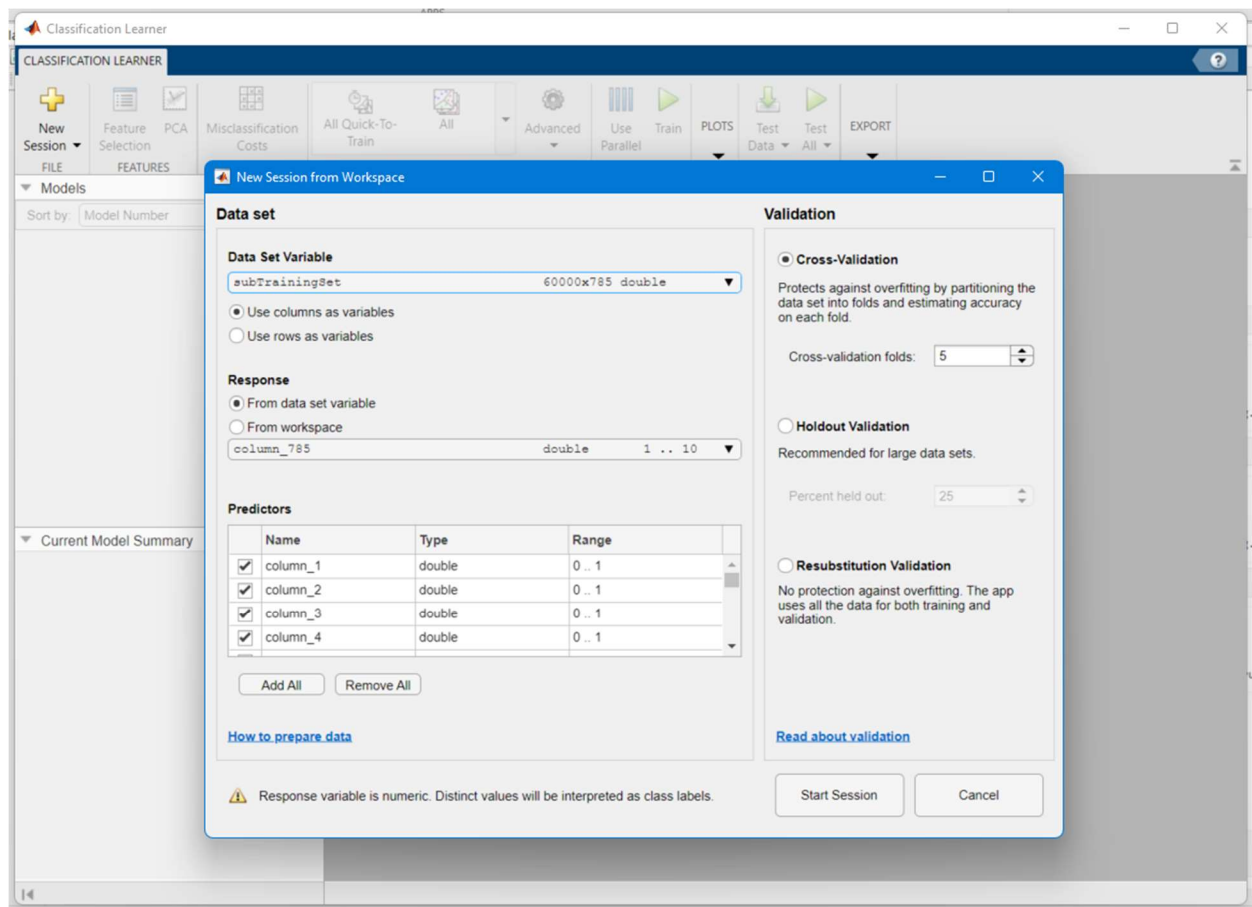 APPS
Classification Learner
CLASSIFICATION LEARNER
?
New Session
Feature Selection
PCA
Misclassification Costs
All Quick-To-Train
All
Advanced
Use Parallel
Train
PLOTS
Test Data
Test All
EXPORT
FILE
FEATURES
Models
Sort by: Model Number
Current Model Summary
New Session from Workspace
Data set
Data Set Variable
subTrainingSet 60000x785 double
Use columns as variables
Use rows as variables
Response
From data set variable
From workspace
column_785 double 1 .. 10
Predictors
Name Type Range
column_1 double 0 .. 1
column_2 double 0 .. 1
column_3 double 0 .. 1
column_4 double 0 .. 1
Add All Remove All
How to prepare data
Validation
Cross-Validation
Protects against overfitting by partitioning the
data set into folds and estimating accuracy
on each fold.
Cross-validation folds: 5
Holdout Validation
Recommended for large data sets.
Percent held out: 25
Resubstitution Validation
No protection against overfitting. The app
uses all the data for both training and
validation.
Read about validation
Response variable is numeric. Distinct values will be interpreted as class labels.
Start Session Cancel